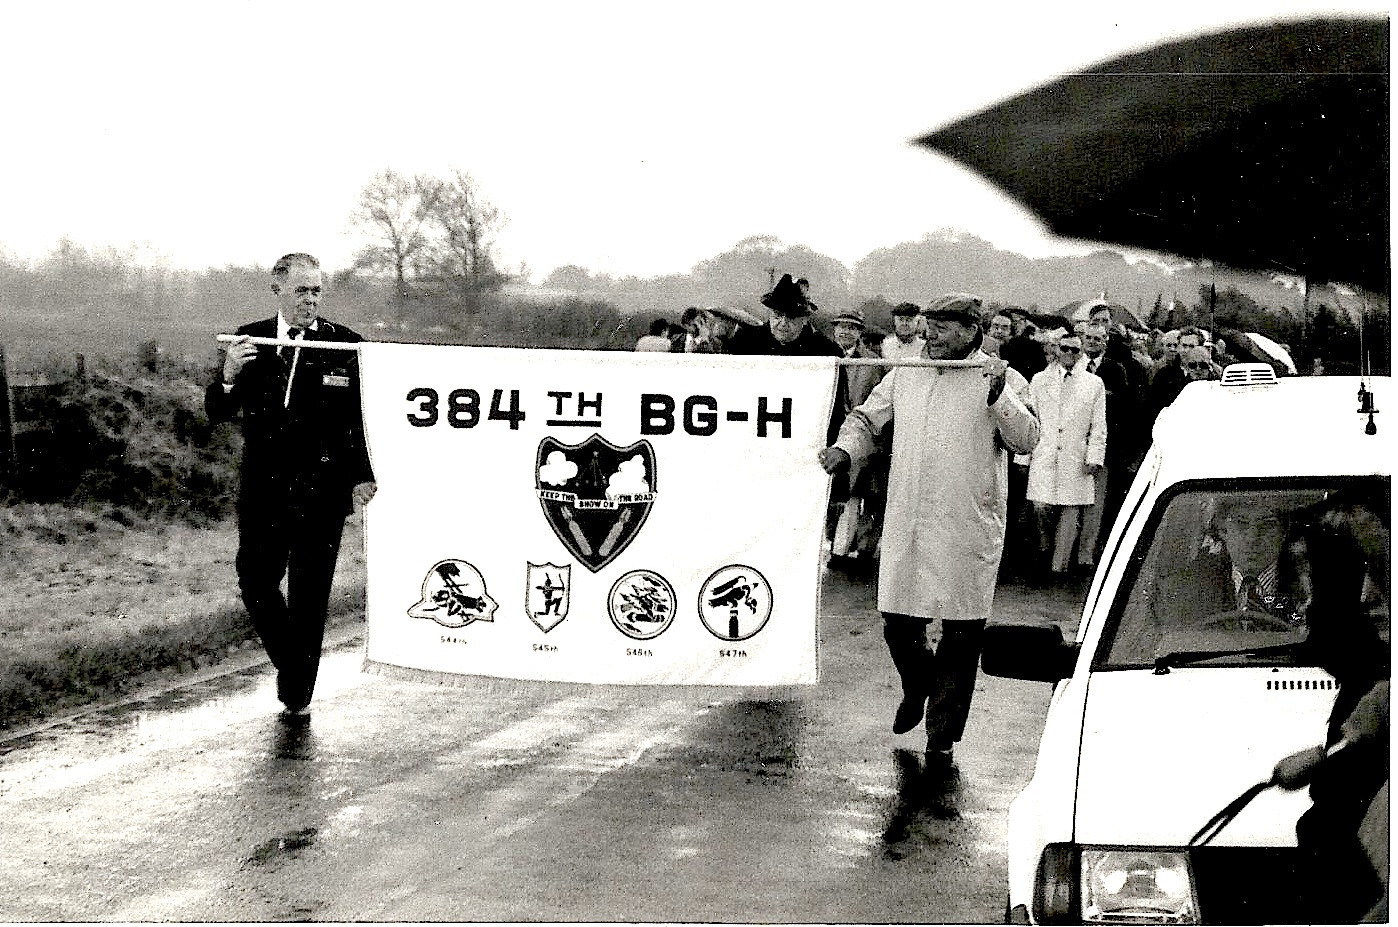 384 TH BG-H
KEEP THE SHOW ON THE ROAD
544th 545th 546th 547th